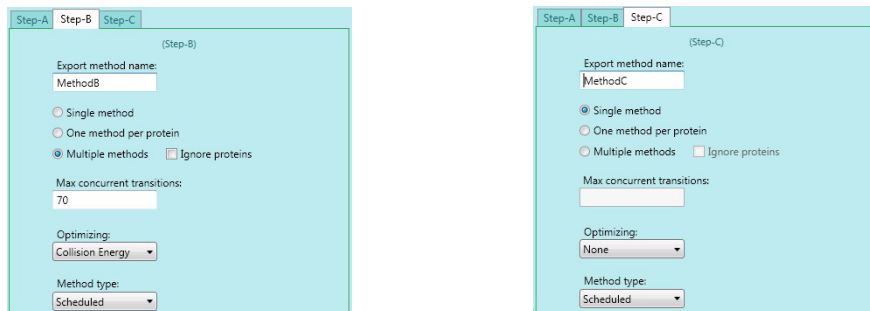 Step-A Step-B Step-C
(Step-B)
Export method name:
MethodB
Single method
One method per protein
Multiple methods Ignore proteins
Max concurrent transitions:
70
Optimizing:
Collision Energy
Method type:
Scheduled
Step-A Step-B Step-C
(Step-C)
Export method name:
MethodC
Single method
One method per protein
Multiple methods Ignore proteins
Max concurrent transitions:
Optimizing:
None
Method type:
Scheduled